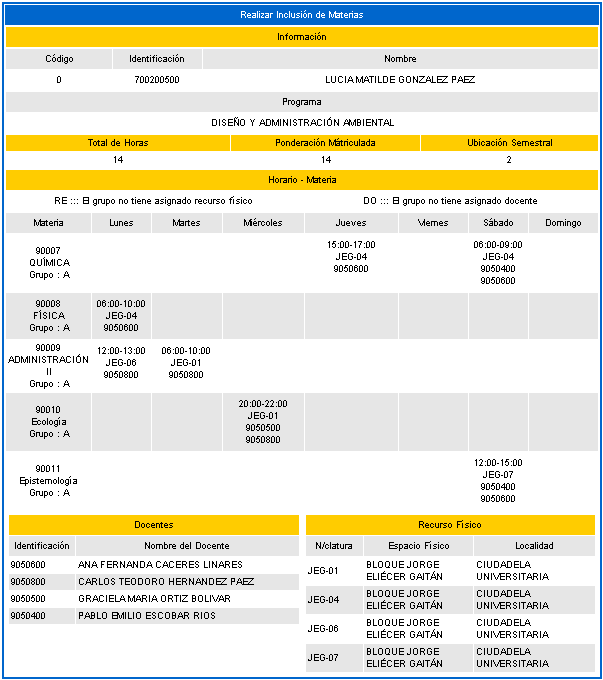 Realizar Inclusión de Materias
Información
Código Identificación Nombre
0 700200500 LUCIA MATILDE GONZALEZ PAEZ
Programa
DISEÑO Y ADMINISTRACIÓN AMBIENTAL
Total de Horas Ponderación Mátriculada Ubicación Semestral
14 14 2
Horario - Materia
RE ::: El grupo no tiene asignado recurso físico DO ::: El grupo no tiene asignado docente
Materia Lunes Martes Miércoles Jueves Viernes Sábado Domingo
90007
QUÍMICA
Grupo : A
15:00-17:00
JEG-04
9050600
06:00-09:00
JEG-04
9050400
9050600
90008
FÍSICA
Grupo : A
06:00-10:00
JEG-04
9050600
90009
ADMINISTRACIÓN
II
Grupo : A
12:00-13:00
JEG-06
9050800
06:00-10:00
JEG-01
9050800
90010
Ecología
Grupo : A
20:00-22:00
JEG-01
9050500
9050800
90011
Epistemología
Grupo : A
12:00-15:00
JEG-07
9050400
9050600
Docentes
Identificación Nombre del Docente
9050600 ANA FERNANDA CACERES LINARES
9050800 CARLOS TEODORO HERNANDEZ PAEZ
9050500 GRACIELA MARIA ORTIZ BOLIVAR
9050400 PABLO EMILIO ESCOBAR RIOS
Recurso Físico
N/clatura Espacio Físico Localidad
JEG-01 BLOQUE JORGE ELIÉCER GAITÁN CIUDADELA UNIVERSITARIA
JEG-04 BLOQUE JORGE ELIÉCER GAITÁN CIUDADELA UNIVERSITARIA
JEG-06 BLOQUE JORGE ELIÉCER GAITÁN CIUDADELA UNIVERSITARIA
JEG-07 BLOQUE JORGE ELIÉCER GAITÁN CIUDADELA UNIVERSITARIA